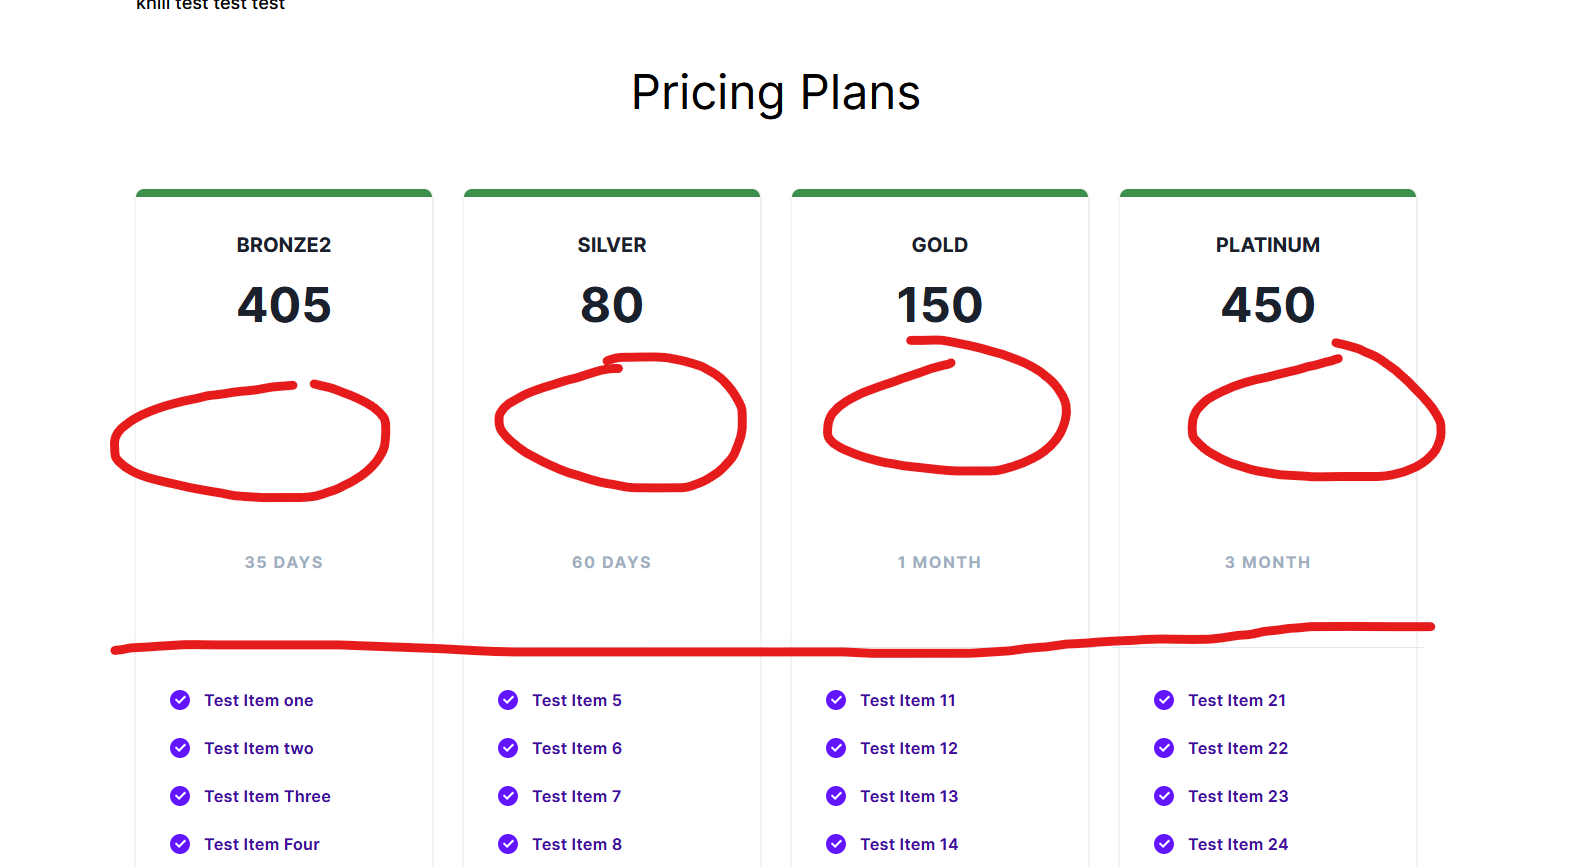 test test test
Pricing Plans
BRONZE2
405
35 DAYS
Test Item one
Test Item two
Test Item Three
Test Item Four
SILVER
80
60 DAYS
Test Item 5
Test Item 6
Test Item 7
Test Item 8
GOLD
150
1 MONTH
Test Item 11
Test Item 12
Test Item 13
Test Item 14
PLATINUM
450
3 MONTH
Test Item 21
Test Item 22
Test Item 23
Test Item 24